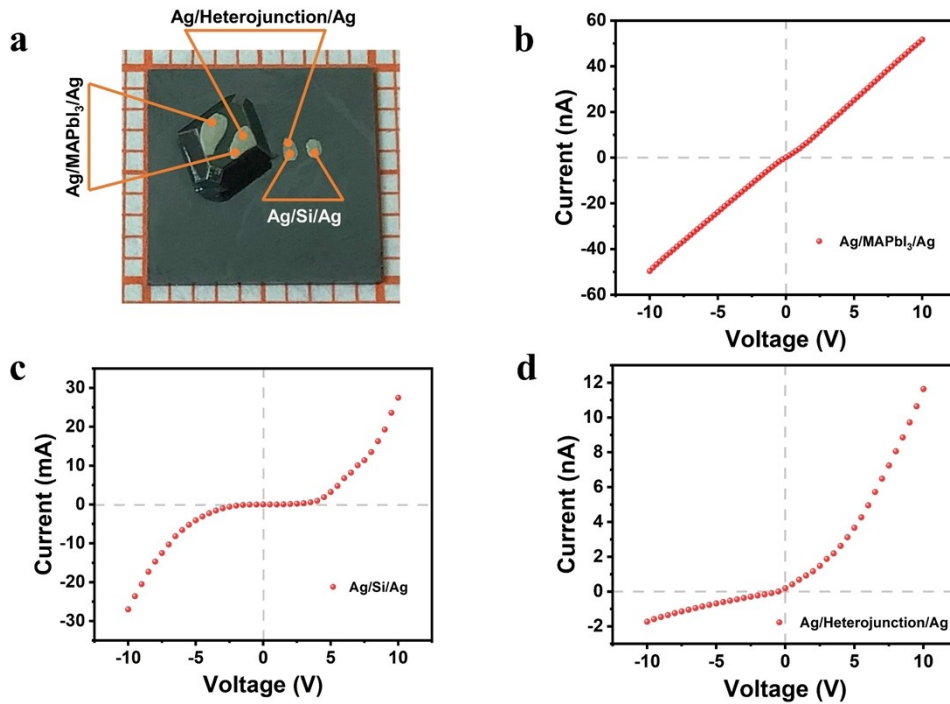 a
Ag/Heterojunction/Ag
Ag/MAPbI₃/Ag
Ag/Si/Ag
b
Current (nA)
60
40
20
0
-20
-40
-60
Ag/MAPbI₃/Ag
-10
-5
0
5
10
Voltage (V)
c
Current (mA)
30
20
10
0
-10
-20
-30
Ag/Si/Ag
-10
-5
0
5
10
Voltage (V)
d
Current (nA)
12
10
8
6
4
2
0
-2
Ag/Heterojunction/Ag
-10
-5
0
5
10
Voltage (V)